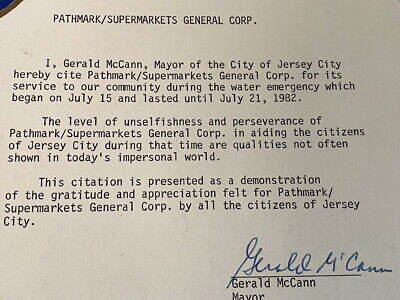 PATHMARK/SUPERMARKETS GENERAL CORP.
I, Gerald McCann, Mayor of the City of Jersey City
hereby cite Pathmark/Supermarkets General Corp. for its
service to our community during the water emergency which
began on July 15 and lasted until July 21, 1982.
The level of unselfishness and perseverance of
Pathmark/Supermarkets General Corp. in aiding the citizens
of Jersey City during that time are qualities not often
shown in today's impersonal world.
This citation is presented as a demonstration
of the gratitude and appreciation felt for Pathmark/
Supermarkets General Corp. by all the citizens of Jersey
City.
Gerald McCann
Gerald McCann
Mayor